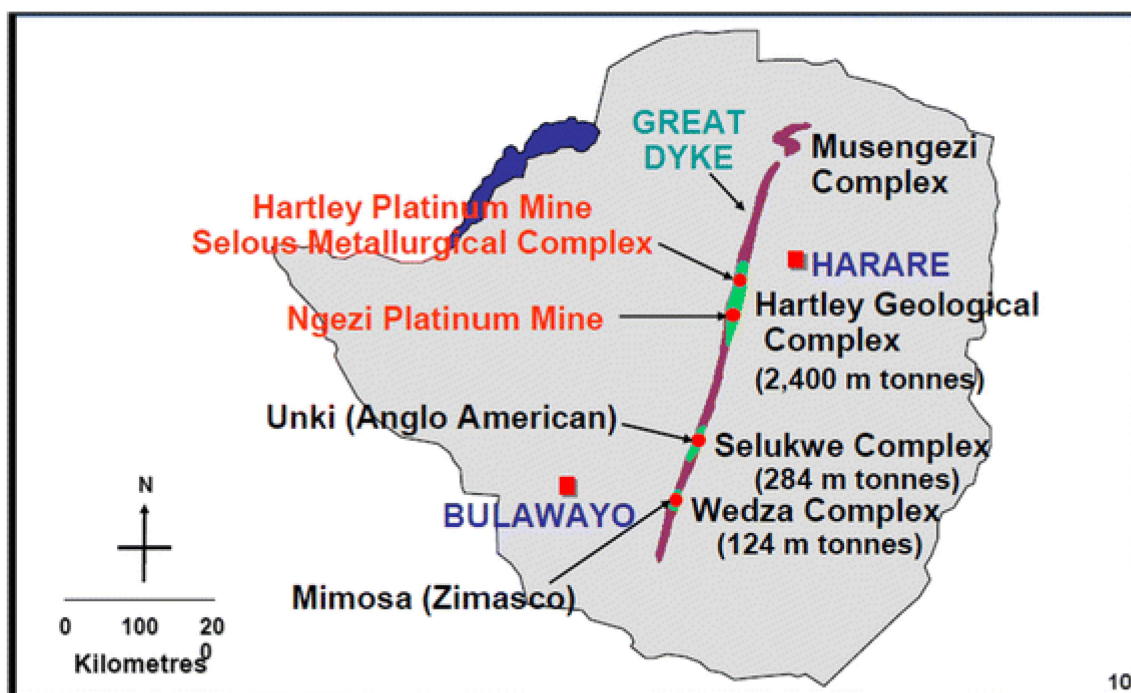 GREAT
DYKE
Musengezi
Complex
Hartley Platinum Mine
Selous Metallurgical Complex
HARARE
Ngezi Platinum Mine
Hartley Geological
Complex
(2,400 m tonnes)
Unki (Anglo American)
Selukwe Complex
(284 m tonnes)
BULAWAYO
Wedza Complex
(124 m tonnes)
Mimosa (Zimasco)
N
0 100 20
0
Kilometres
10